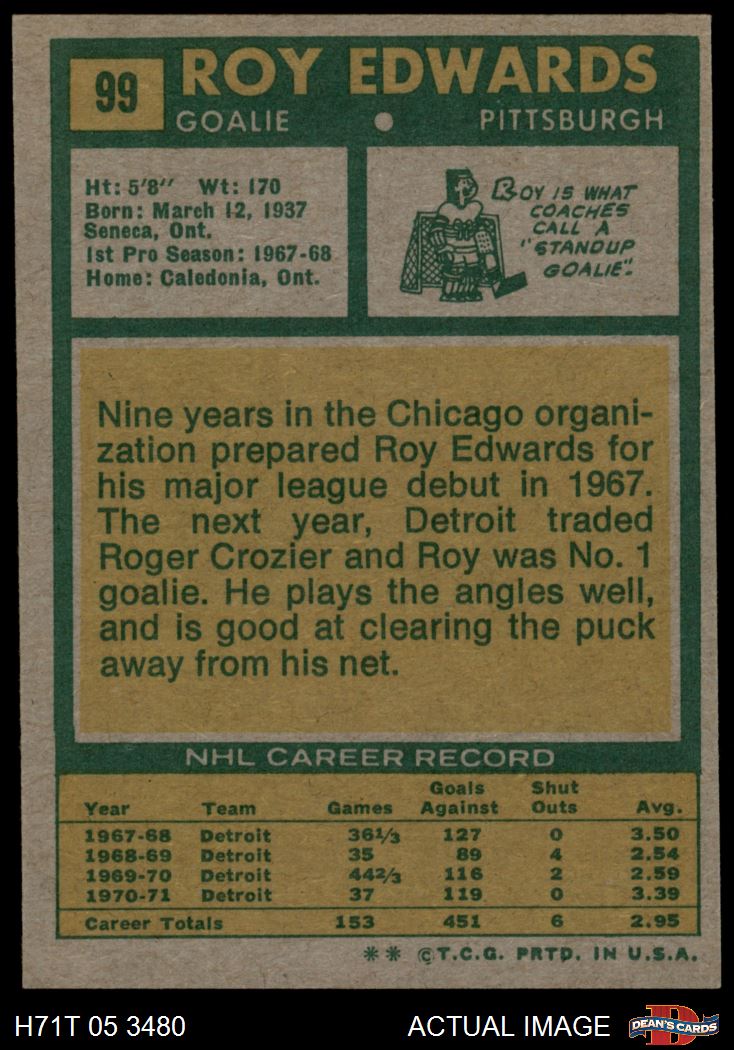 99
ROY EDWARDS
GOALIE • PITTSBURGH
Ht: 5'8" Wt: 170
Born: March 12, 1937
Seneca, Ont.
1st Pro Season: 1967-68
Home: Caledonia, Ont.
ROY IS WHAT
COACHES
CALL A
"STANDUP
GOALIE".
Nine years in the Chicago organi-
zation prepared Roy Edwards for
his major league debut in 1967.
The next year, Detroit traded
Roger Crozier and Roy was No. 1
goalie. He plays the angles well,
and is good at clearing the puck
away from his net.
NHL CAREER RECORD
Year Team Games Goals Against Shut Outs Avg.
1967-68 Detroit 36 1/3 127 0 3.50
1968-69 Detroit 35 89 4 2.54
1969-70 Detroit 44 2/3 116 2 2.59
1970-71 Detroit 37 119 0 3.39
Career Totals 153 451 6 2.95
** ©T.C.G. PRTD. IN U.S.A.
H71T 05 3480 ACTUAL IMAGE
D
DEAN'S CARDS